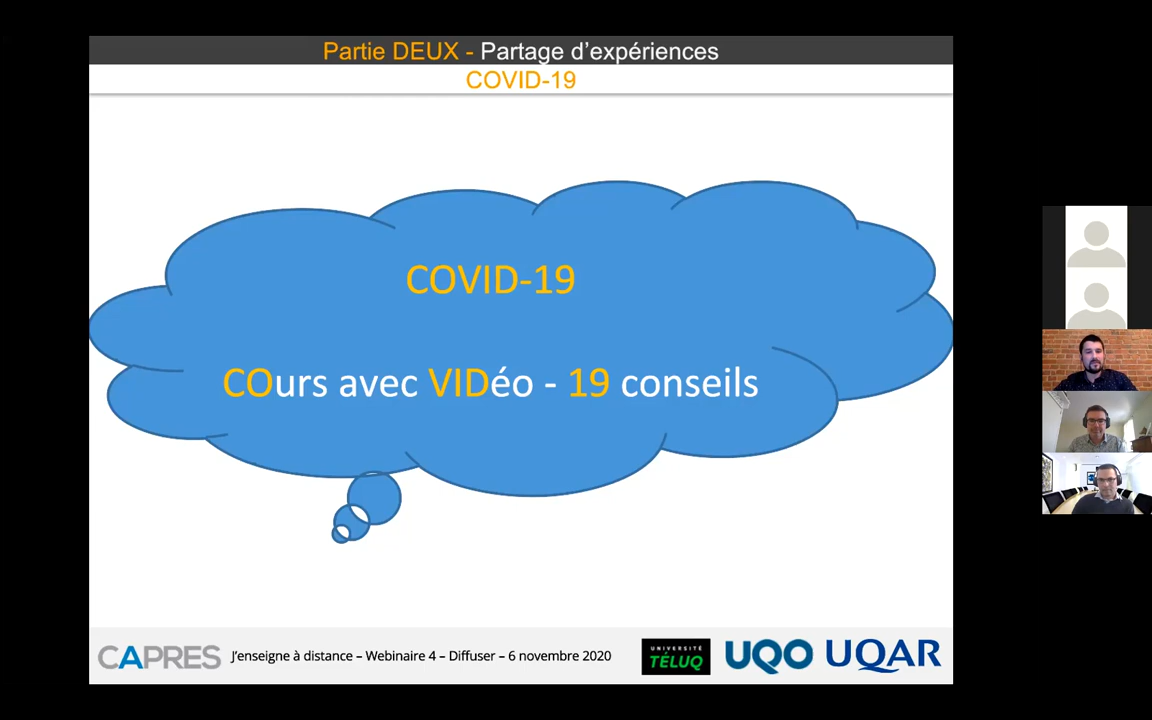 Partie DEUX - Partage d’expériences
COVID-19
COVID-19
COurs avec VIDéo - 19 conseils
CAPRES
J’enseigne à distance – Webinaire 4 – Diffuser – 6 novembre 2020
UNIVERSITÉ
TÉLUQ
UQO
UQAR